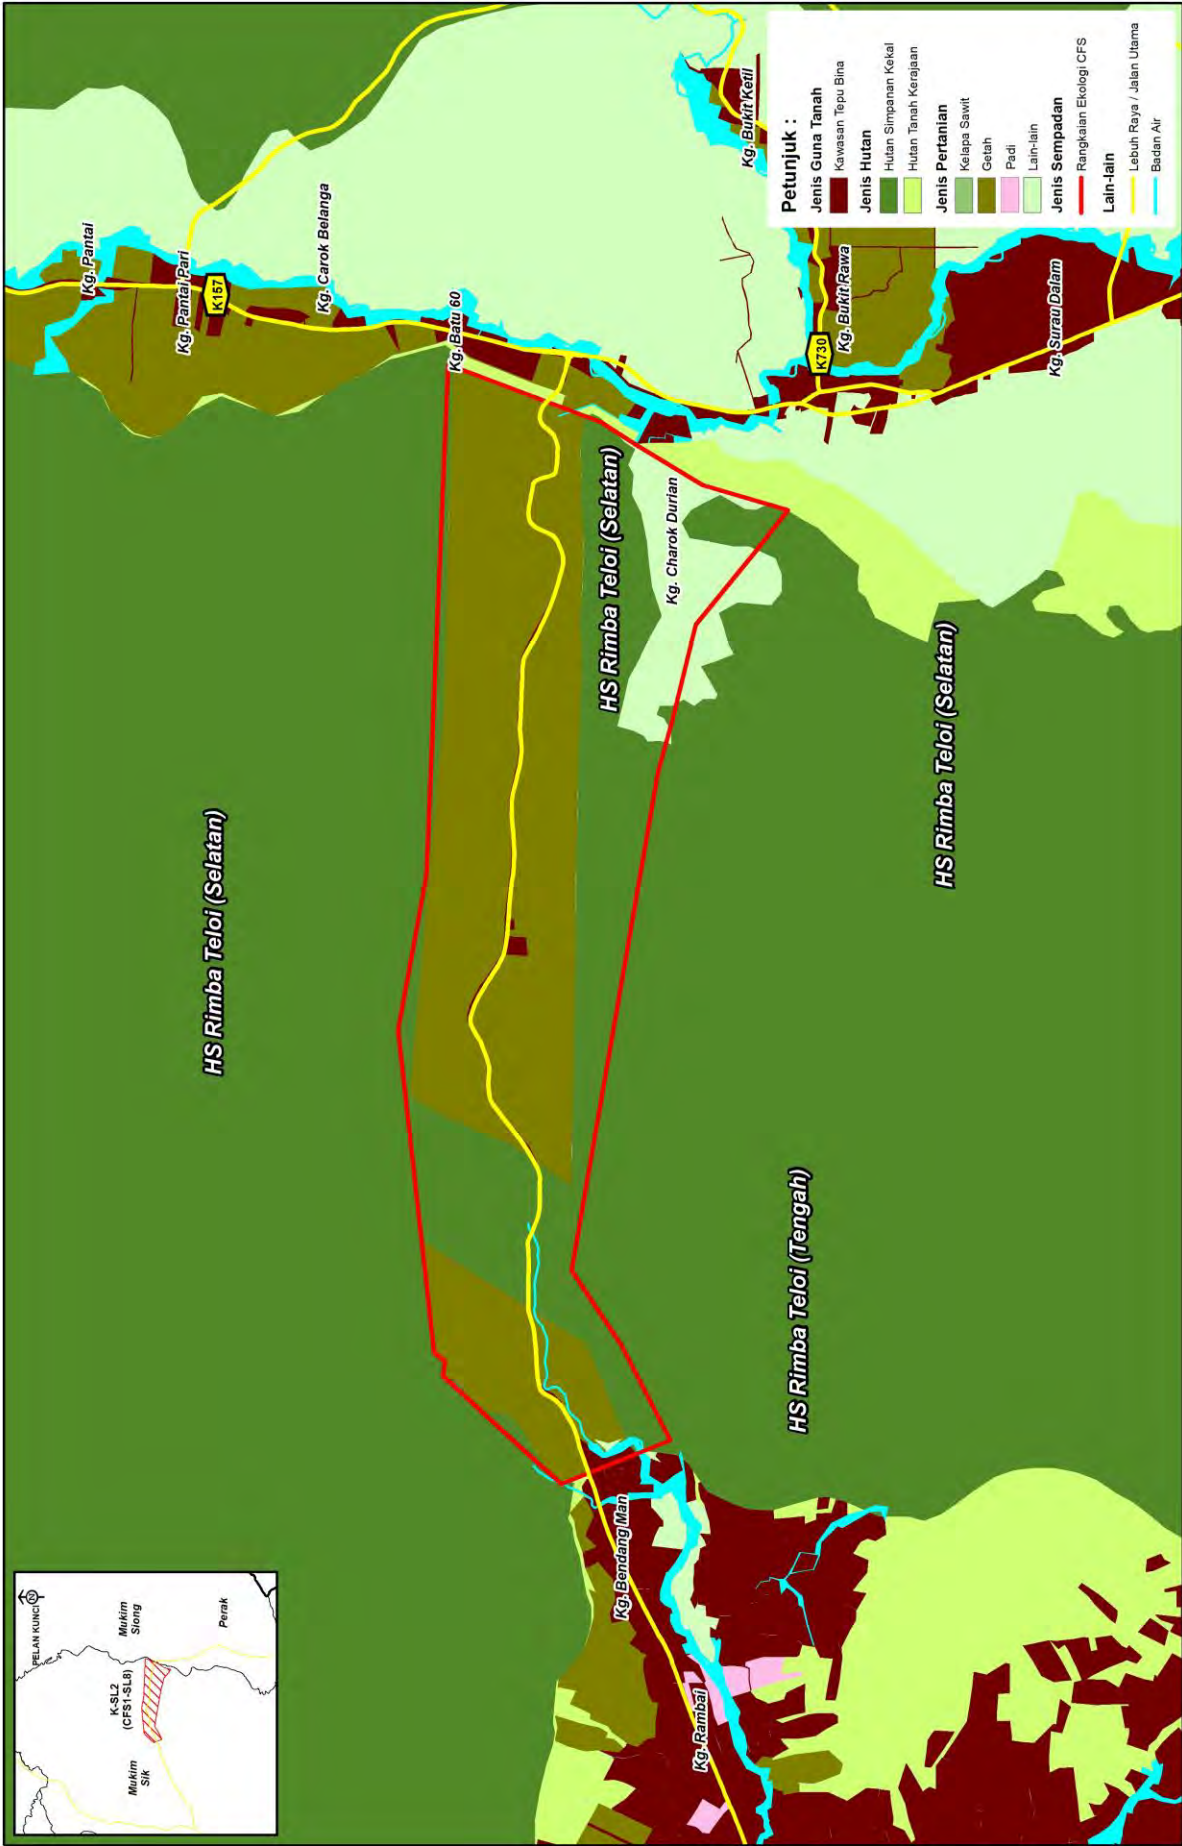 PELAN KUNCI
N
Mukim
Siong
K-SL2
(CFS1-SL8)
Mukim
Sik
Perak
HS Rimba Teloi (Selatan)
Kg. Pantai
Kg. Pantai Pari
K157
Kg. Carok Belanga
Kg. Batu 60
HS Rimba Teloi (Selatan)
Kg. Charok Durian
Kg. Bendang Man
Kg. Rambai
HS Rimba Teloi (Tengah)
HS Rimba Teloi (Selatan)
Kg. Bukit Ketil
K730
Kg. Bukit Rawa
Kg. Surau Dalam
Petunjuk :
Jenis Guna Tanah
Kawasan Tepu Bina
Jenis Hutan
Hutan Simpanan Kekal
Hutan Tanah Kerajaan
Jenis Pertanian
Kelapa Sawit
Getah
Padi
Lain-lain
Jenis Sempadan
Rangkaian Ekologi CFS
Lain-lain
Lebuh Raya / Jalan Utama
Badan Air